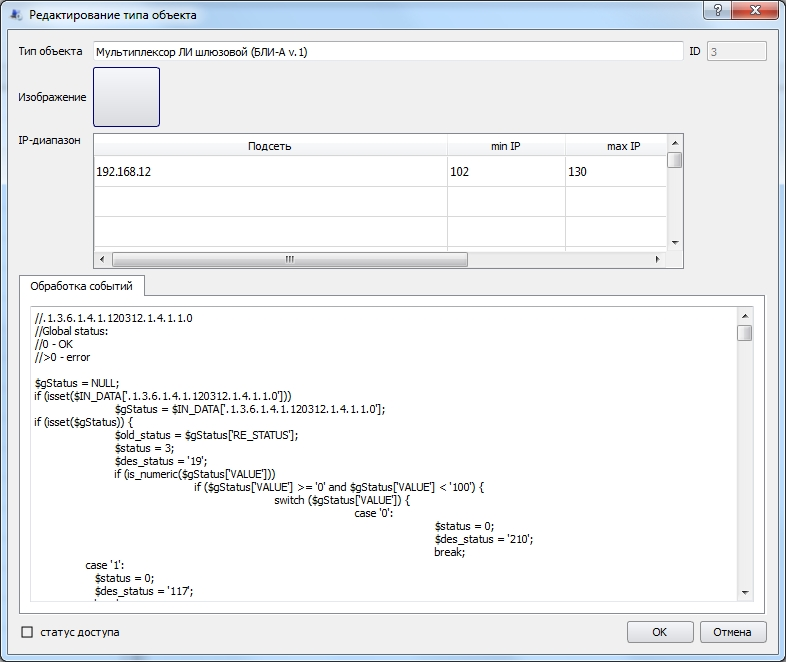 Редактирование типа объекта
Тип объекта Мультиплексор ЛИ шлюзовой (БЛИ-А v.1) ID 3
Изображение
IP-диапазон
Подсеть min IP max IP
192.168.12 102 130
Обработка событий
//.1.3.6.1.4.1.120312.1.4.1.1.0
//Global status:
//0 - OK
//>0 - error
$gStatus = NULL;
if (isset($IN_DATA['.1.3.6.1.4.1.120312.1.4.1.1.0']))
$gStatus = $IN_DATA['.1.3.6.1.4.1.120312.1.4.1.1.0'];
if (isset($gStatus)) {
$old_status = $gStatus['RE_STATUS'];
$status = 3;
$des_status = '19';
if (is_numeric($gStatus['VALUE']))
if ($gStatus['VALUE'] >= '0' and $gStatus['VALUE'] < '100') {
switch ($gStatus['VALUE']) {
case '0':
$status = 0;
$des_status = '210';
break;
case '1':
$status = 0;
$des_status = '117';
статус доступа
OK Отмена